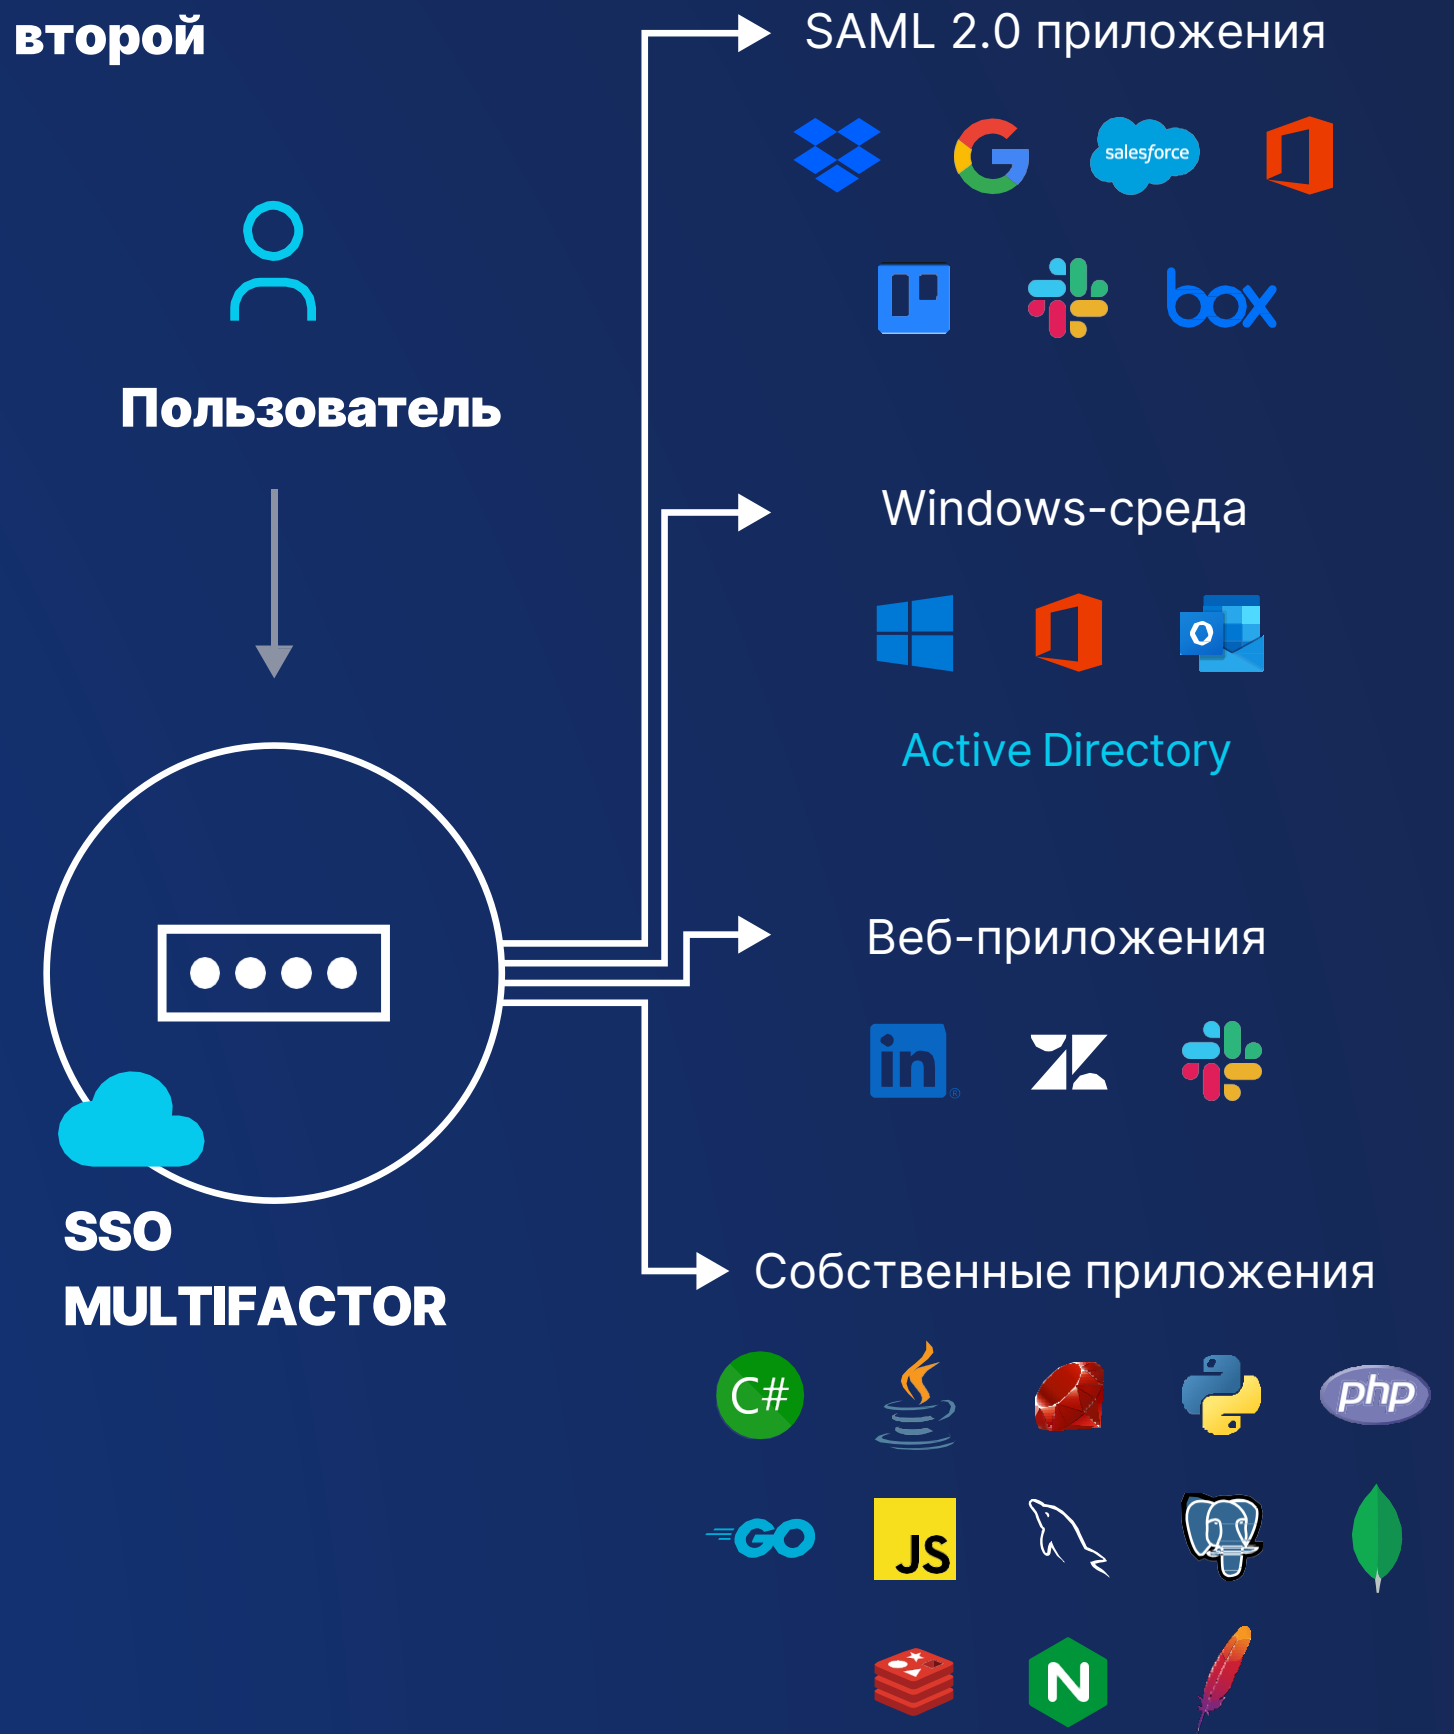 второй
Пользователь
SSO
MULTIFACTOR
SAML 2.0 приложения
salesforce
box
Windows-среда
Active Directory
Веб-приложения
in
®
Собственные приложения
C#
php
GO
JS
N